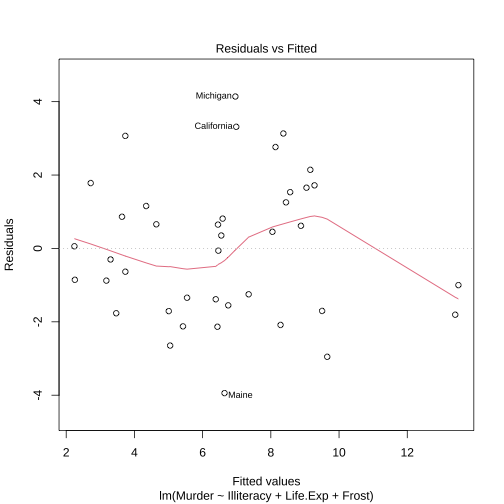 Residuals vs Fitted
Michigan
California
Maine
Residuals
4
2
0
-2
-4
2 4 6 8 10 12
Fitted values
lm(Murder ~ Illiteracy + Life.Exp + Frost)